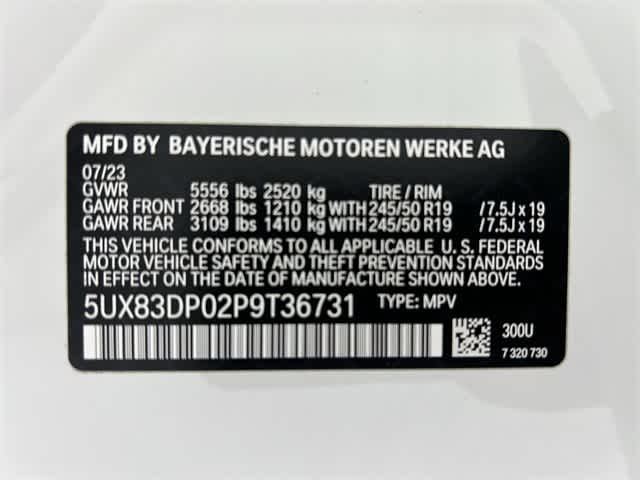 MFD BY BAYERISCHE MOTOREN WERKE AG
07/23
GVWR 5556 lbs 2520 kg TIRE / RIM
GAWR FRONT 2668 lbs 1210 kg WITH 245/50 R19 / 7.5J x 19
GAWR REAR 3109 lbs 1410 kg WITH 245/50 R19 / 7.5J x 19
THIS VEHICLE CONFORMS TO ALL APPLICABLE U. S. FEDERAL
MOTOR VEHICLE SAFETY AND THEFT PREVENTION STANDARDS
IN EFFECT ON THE DATE OF MANUFACTURE SHOWN ABOVE.
5UX83DP02P9T36731 TYPE: MPV
300U
7 320 730